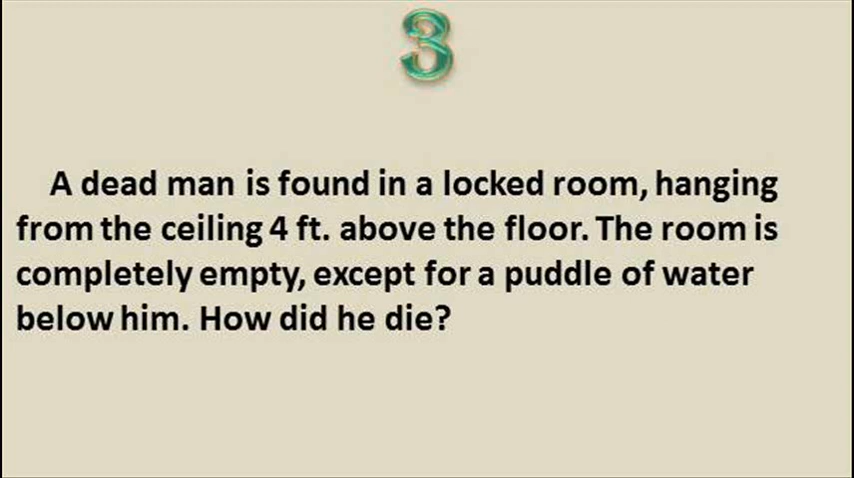 3
A dead man is found in a locked room, hanging
from the ceiling 4 ft. above the floor. The room is
completely empty, except for a puddle of water
below him. How did he die?